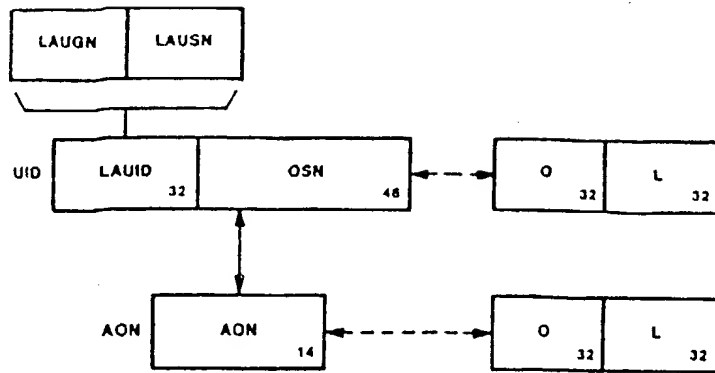 LAUGN LAUSN
UID LAUID 32 OSN 48 O 32 L 32
AON AON 14 O 32 L 32